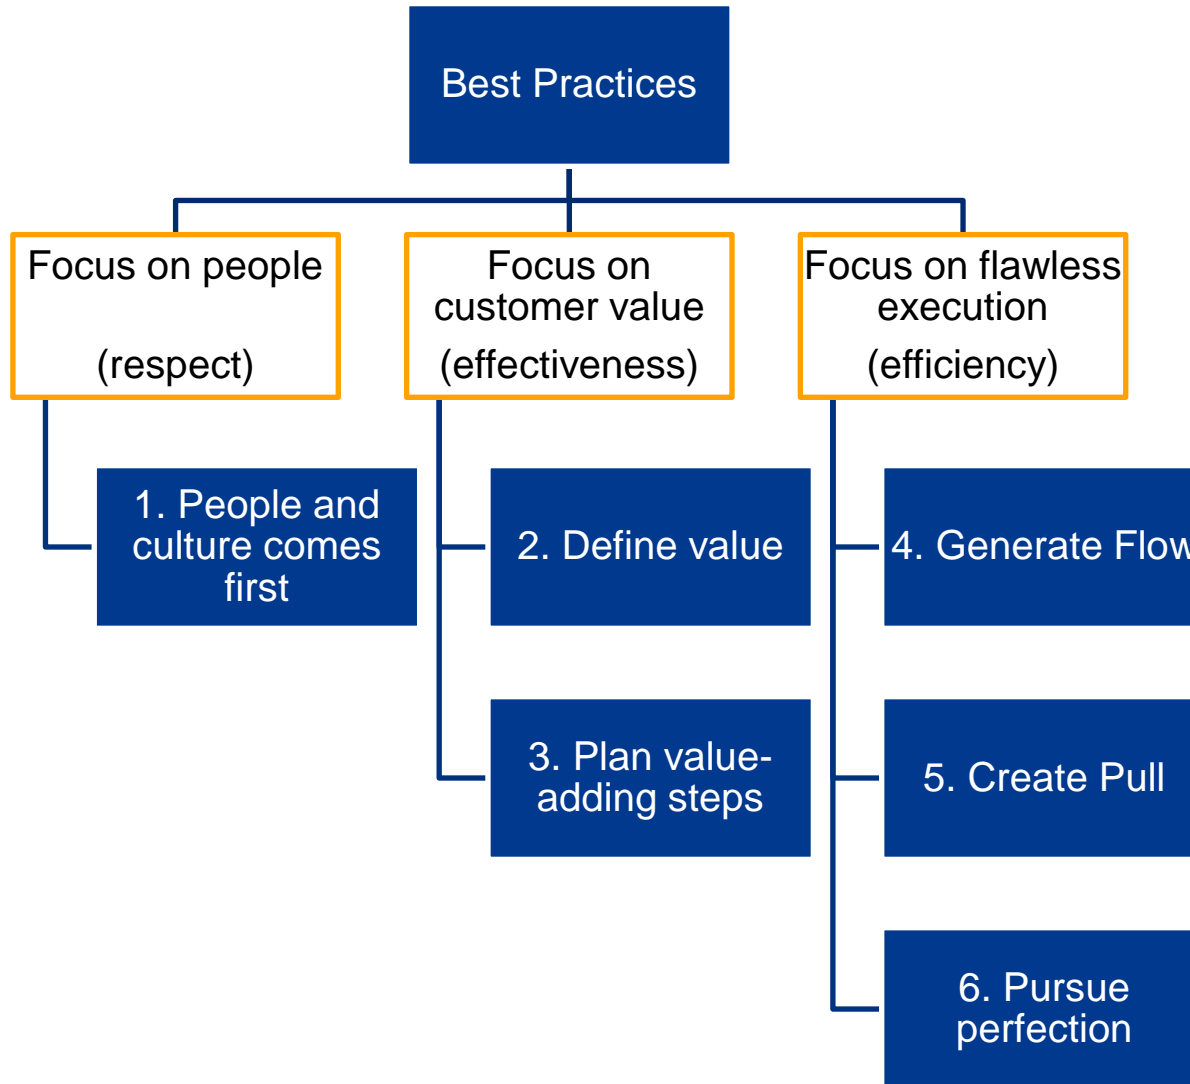 Best Practices
Focus on people
(respect)
Focus on
customer value
(effectiveness)
Focus on flawless
execution
(efficiency)
1. People and
culture comes
first
2. Define value
3. Plan value-
adding steps
4. Generate Flow
5. Create Pull
6. Pursue
perfection